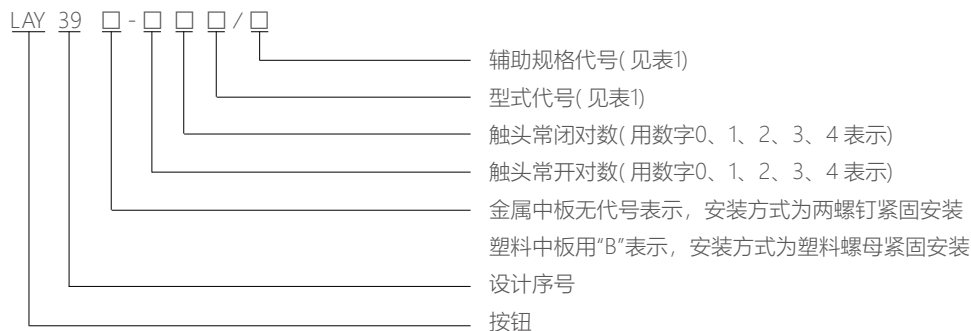 LAY 39 □ - □ □ □ / □
辅助规格代号( 见表1)
型式代号( 见表1)
触头常闭对数( 用数字0、1、2、3、4 表示)
触头常开对数( 用数字0、1、2、3、4 表示)
金属中板无代号表示，安装方式为两螺钉紧固安装
塑料中板用“B”表示，安装方式为塑料螺母紧固安装
设计序号
按钮